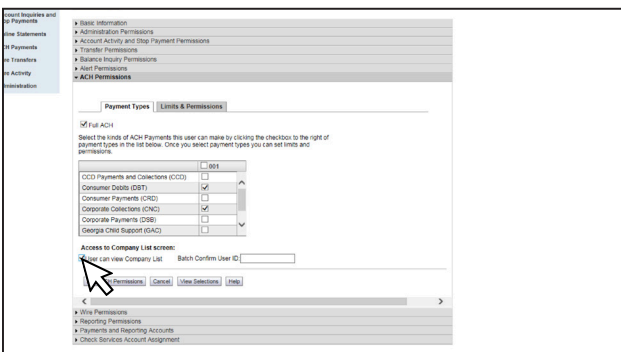 count Inquiries and
op Payments
line Statements
CH Payments
re Transfers
re Activity
ministration
Basic Information
Administration Permissions
Account Activity and Stop Payment Permissions
Transfer Permissions
Balance Inquiry Permissions
Alert Permissions
ACH Permissions
Payment Types Limits & Permissions
Full ACH
Select the kinds of ACH Payments this user can make by clicking the checkbox to the right of
payment types in the list below. Once you select payment types you can set limits and
permissions.
001
CCD Payments and Collections (CCD)
Consumer Debits (DBT)
Consumer Payments (CRD)
Corporate Collections (CNC)
Corporate Payments (DSB)
Georgia Child Support (GAC)
Access to Company List screen:
User can view Company List Batch Confirm User ID:
Permissions Cancel View Selections Help
Wire Permissions
Reporting Permissions
Payments and Reporting Accounts
Check Services Account Assignment